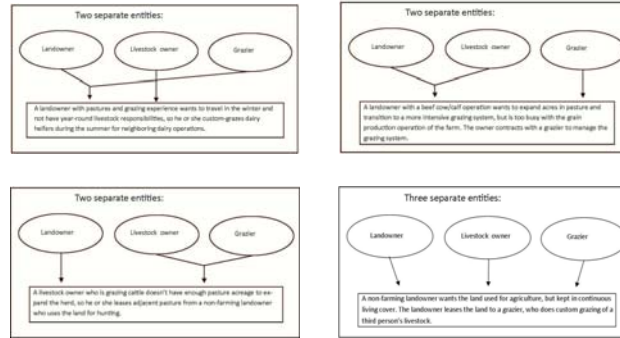 Two separate entities:
Landowner
Livestock owner
Grazier
A landowner with pastures and grazing experience wants to travel in the winter and
not have year-round livestock responsibilities, so he or she custom-grazes dairy
heifers during the summer for neighboring dairy operations.
Two separate entities:
Landowner
Livestock owner
Grazier
A landowner with a beef cow/calf operation wants to expand acres in pasture and
transition to a more intensive grazing system, but is too busy with the grain
production operation of the farm. The owner contracts with a grazier to manage the
grazing system.
Two separate entities:
Landowner
Livestock owner
Grazier
A livestock owner who is grazing cattle doesn't have enough pasture acreage to ex-
pand the herd, so he or she leases adjacent pasture from a non-farming landowner
who uses the land for hunting.
Three separate entities:
Landowner
Livestock owner
Grazier
A non-farming landowner wants the land used for agriculture, but kept in continuous
living cover. The landowner leases the land to a grazier, who does custom grazing of
a third person's livestock.